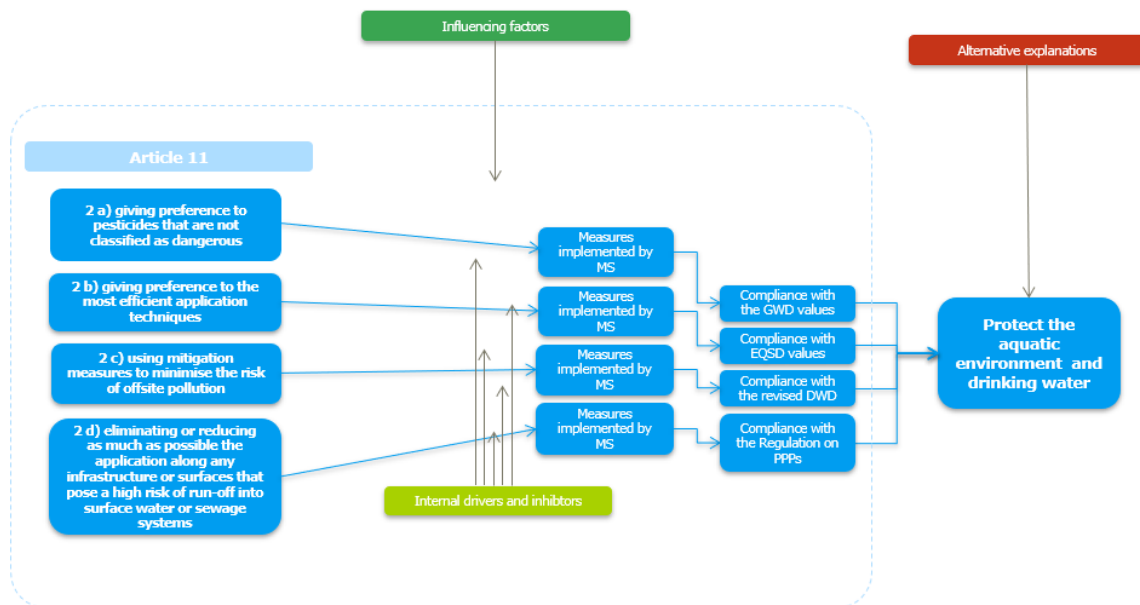 Influencing factors
Alternative explanations
Article 11
2 a) giving preference to
pesticides that are not
classified as dangerous
2 b) giving preference to the
most efficient application
techniques
2 c) using mitigation
measures to minimise the risk
of offsite pollution
2 d) eliminating or reducing
as much as possible the
application along any
infrastructure or surfaces that
pose a high risk of run-off into
surface water or sewage
systems
Measures
implemented by
MS
Measures
implemented by
MS
Measures
implemented by
MS
Measures
implemented by
MS
Compliance with
the GWD values
Compliance with
EQSD values
Compliance with
the revised DWD
Compliance with
the Regulation on
PPPs
Protect the
aquatic
environment and
drinking water
Internal drivers and inhibtors